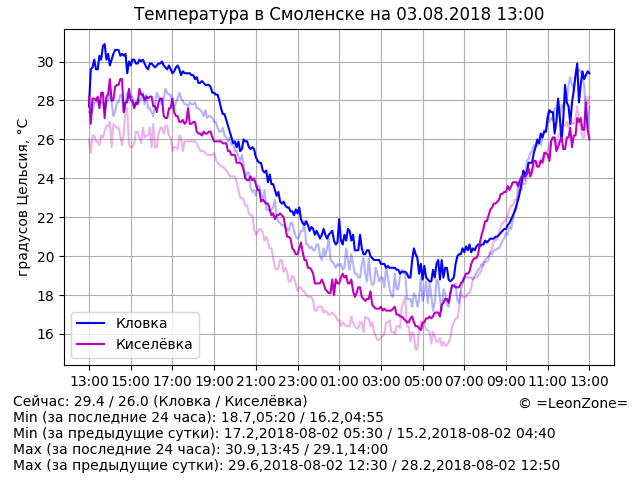 Температура в Смоленске на 03.08.2018 13:00
градусов Цельсия, °C
30
28
26
24
22
20
18
16
Кловка
Киселёвка
13:00 15:00 17:00 19:00 21:00 23:00 01:00 03:00 05:00 07:00 09:00 11:00 13:00
Сейчас: 29.4 / 26.0 (Кловка / Киселёвка)
© =LeonZone=
Min (за последние 24 часа): 18.7,05:20 / 16.2,04:55
Min (за предыдущие сутки): 17.2,2018-08-02 05:30 / 15.2,2018-08-02 04:40
Max (за последние 24 часа): 30.9,13:45 / 29.1,14:00
Max (за предыдущие сутки): 29.6,2018-08-02 12:30 / 28.2,2018-08-02 12:50